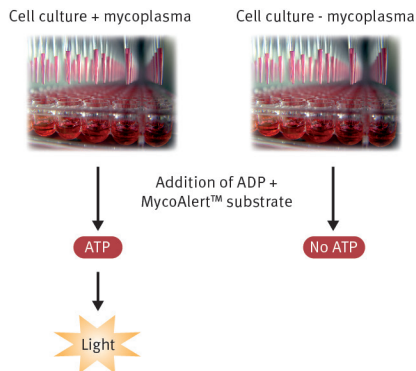 Cell culture + mycoplasma
Cell culture - mycoplasma
Addition of ADP +
MycoAlert™ substrate
ATP
No ATP
Light